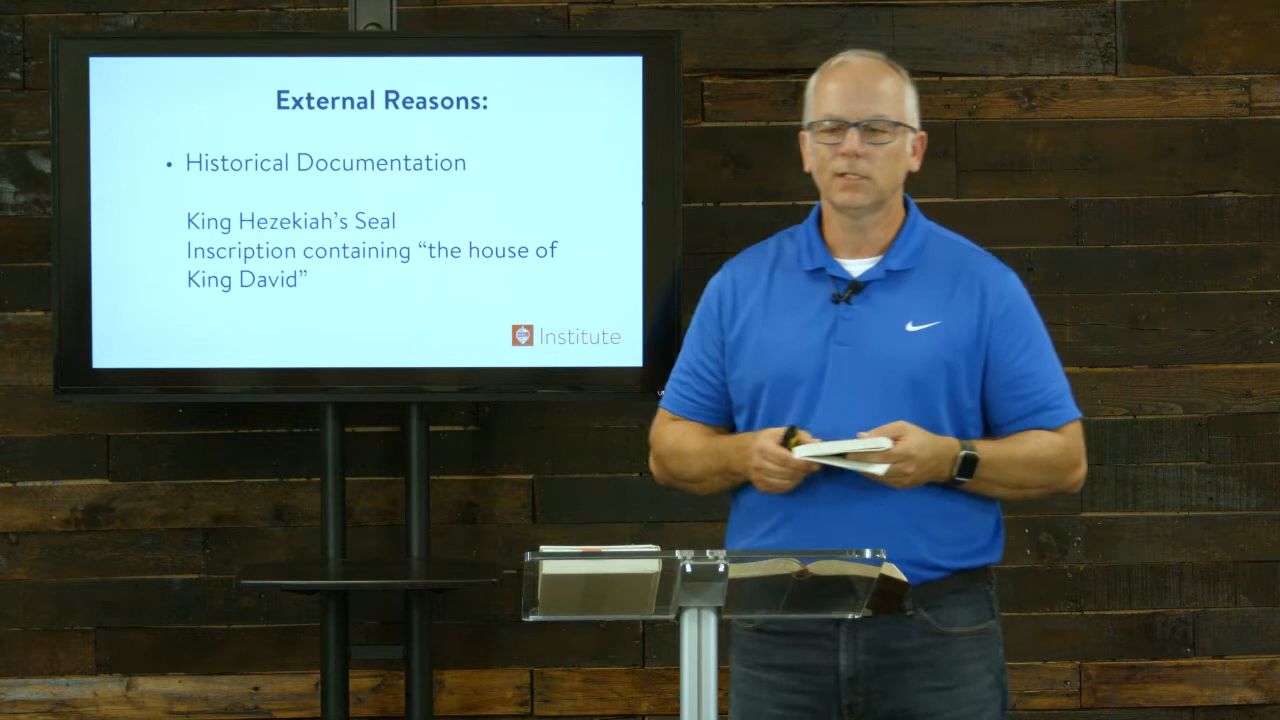 External Reasons:
• Historical Documentation
King Hezekiah's Seal
Inscription containing “the house of
King David”
Institute